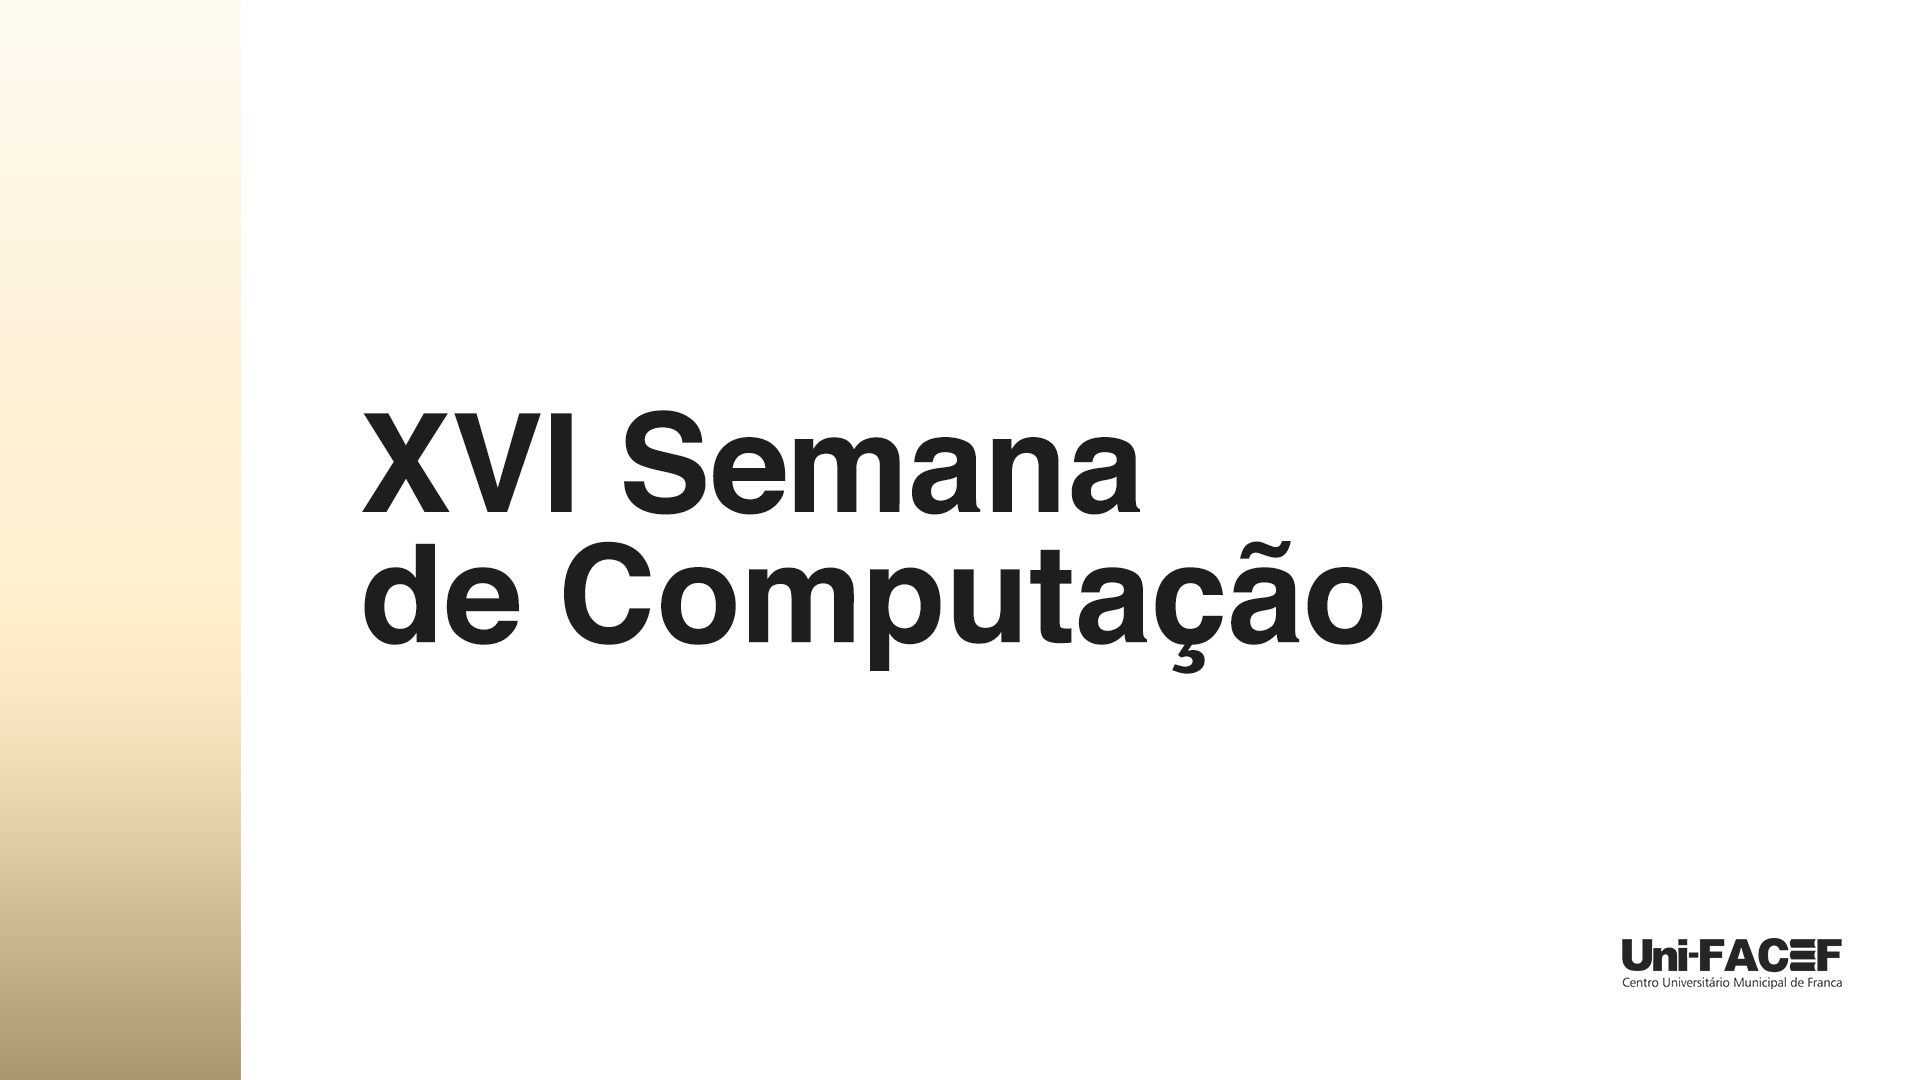 XVI Semana
de Computação
Uni-FACEF
Centro Universitário Municipal de Franca